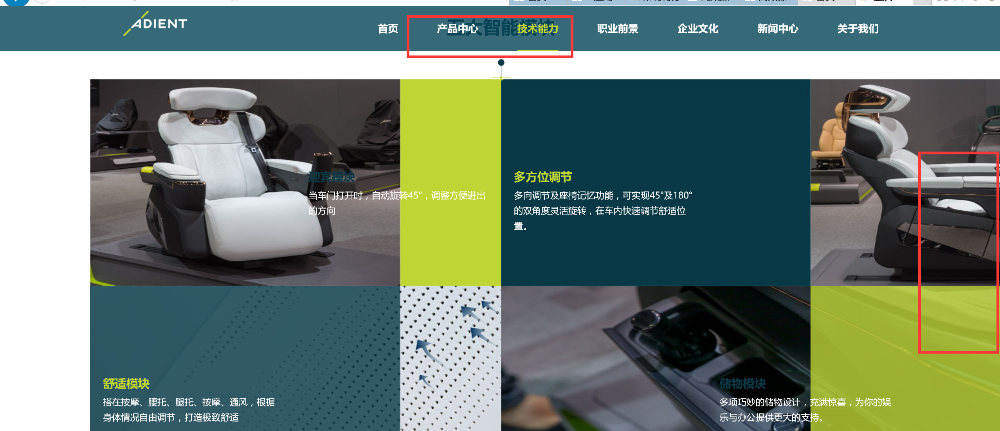 ADIENT
首页
产品中心
技术能力
职业前景
企业文化
新闻中心
关于我们
五大智能模块
迎宾模块
当车门打开时，自动旋转45°，调整方便进出
的方向
多方位调节
多向调节及座椅记忆功能，可实现45°及180°
的双角度灵活旋转，在车内快速调节舒适位
置。
舒适模块
搭在按摩、腰托、腿托、按摩、通风，根据
身体情况自由调节，打造极致舒适
储物模块
多项巧妙的储物设计，充满惊喜，为你的娱
乐与办公提供更大的支持。